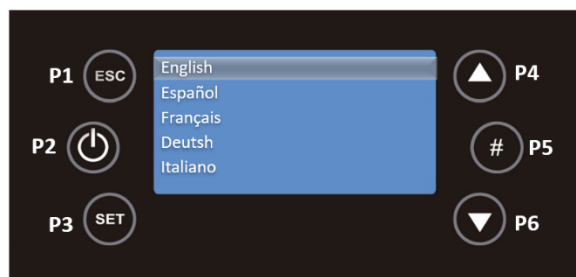 P1 ESC
English
P4
Español
Français
P2
Deutsh
# P5
Italiano
P3 SET
P6